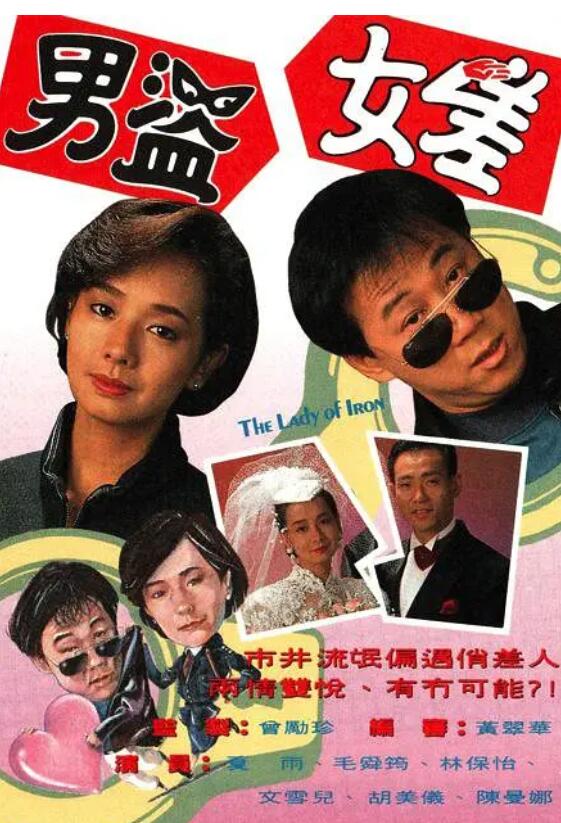 男盜
女差
THE LADY OF IRON
市井流氓偏遇俏差人
兩情雙悅、有冇可能?!
監製:曾勵珍 編審:黃翠華
演員:夏雨、毛舜筠、林保怡、
文雪兒、胡美儀、陳曼娜